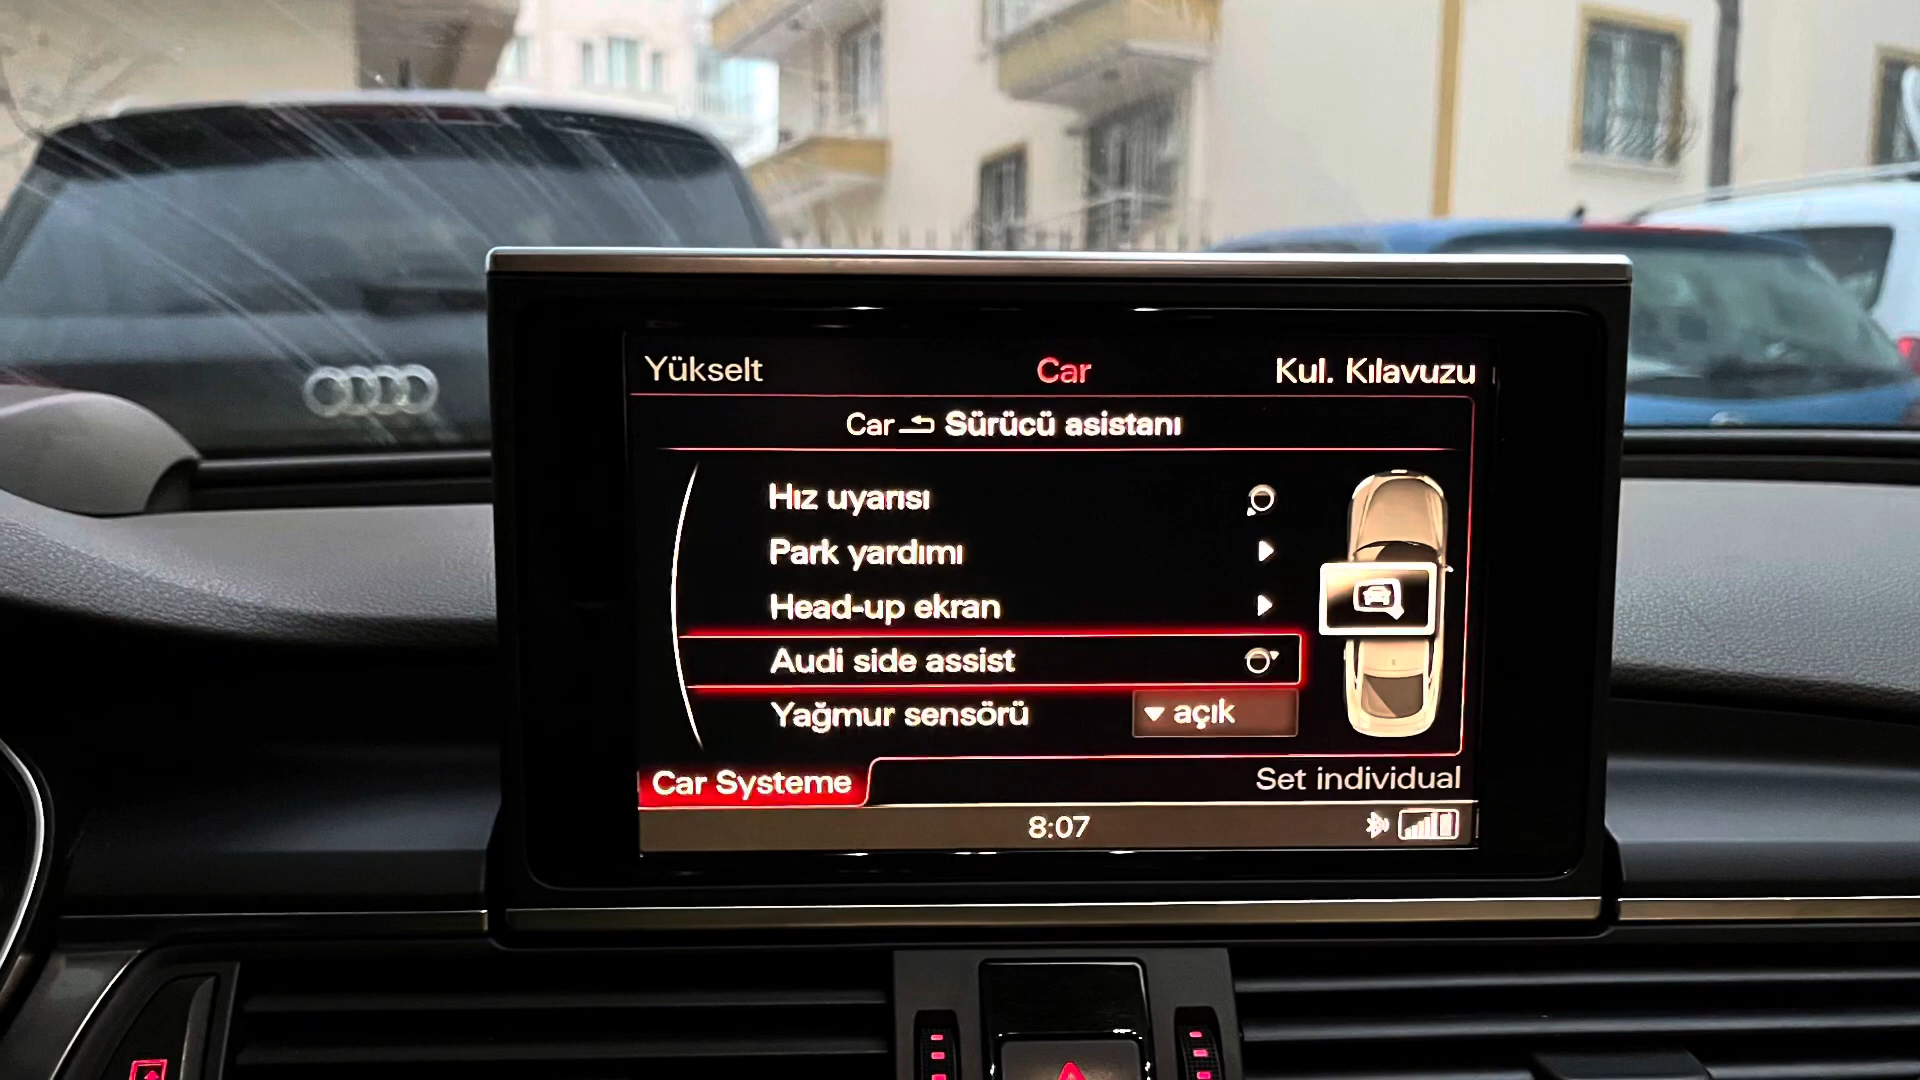 Yükselt Car Kul. Kılavuzu
Car Sürücü asistanı
Hız uyarısı
Park yardımı
Head-up ekran
Audi side assist
Yağmur sensörü açık
Car Systeme Set individual
8:07